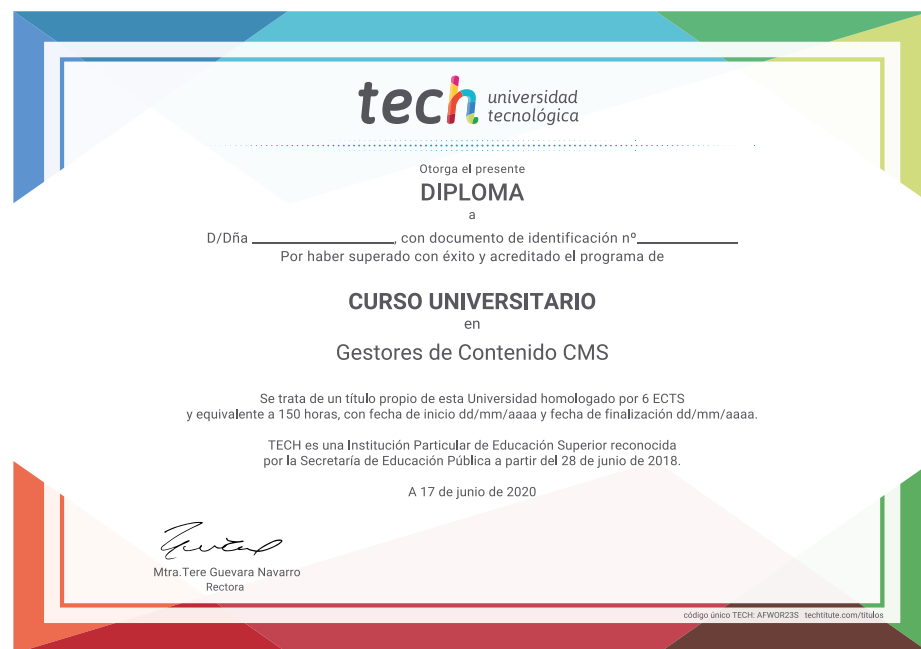 tech universidad
tecnológica
Otorga el presente
DIPLOMA
a
D/Dña ____________________, con documento de identificación nº______________
Por haber superado con éxito y acreditado el programa de
CURSO UNIVERSITARIO
en
Gestores de Contenido CMS
Se trata de un título propio de esta Universidad homologado por 6 ECTS
y equivalente a 150 horas, con fecha de inicio dd/mm/aaaa y fecha de finalización dd/mm/aaaa.
TECH es una Institución Particular de Educación Superior reconocida
por la Secretaría de Educación Pública a partir del 28 de junio de 2018.
A 17 de junio de 2020
Mtra.Tere Guevara Navarro
Rectora
código único TECH: AFWOR23S techtitute.com/titulos